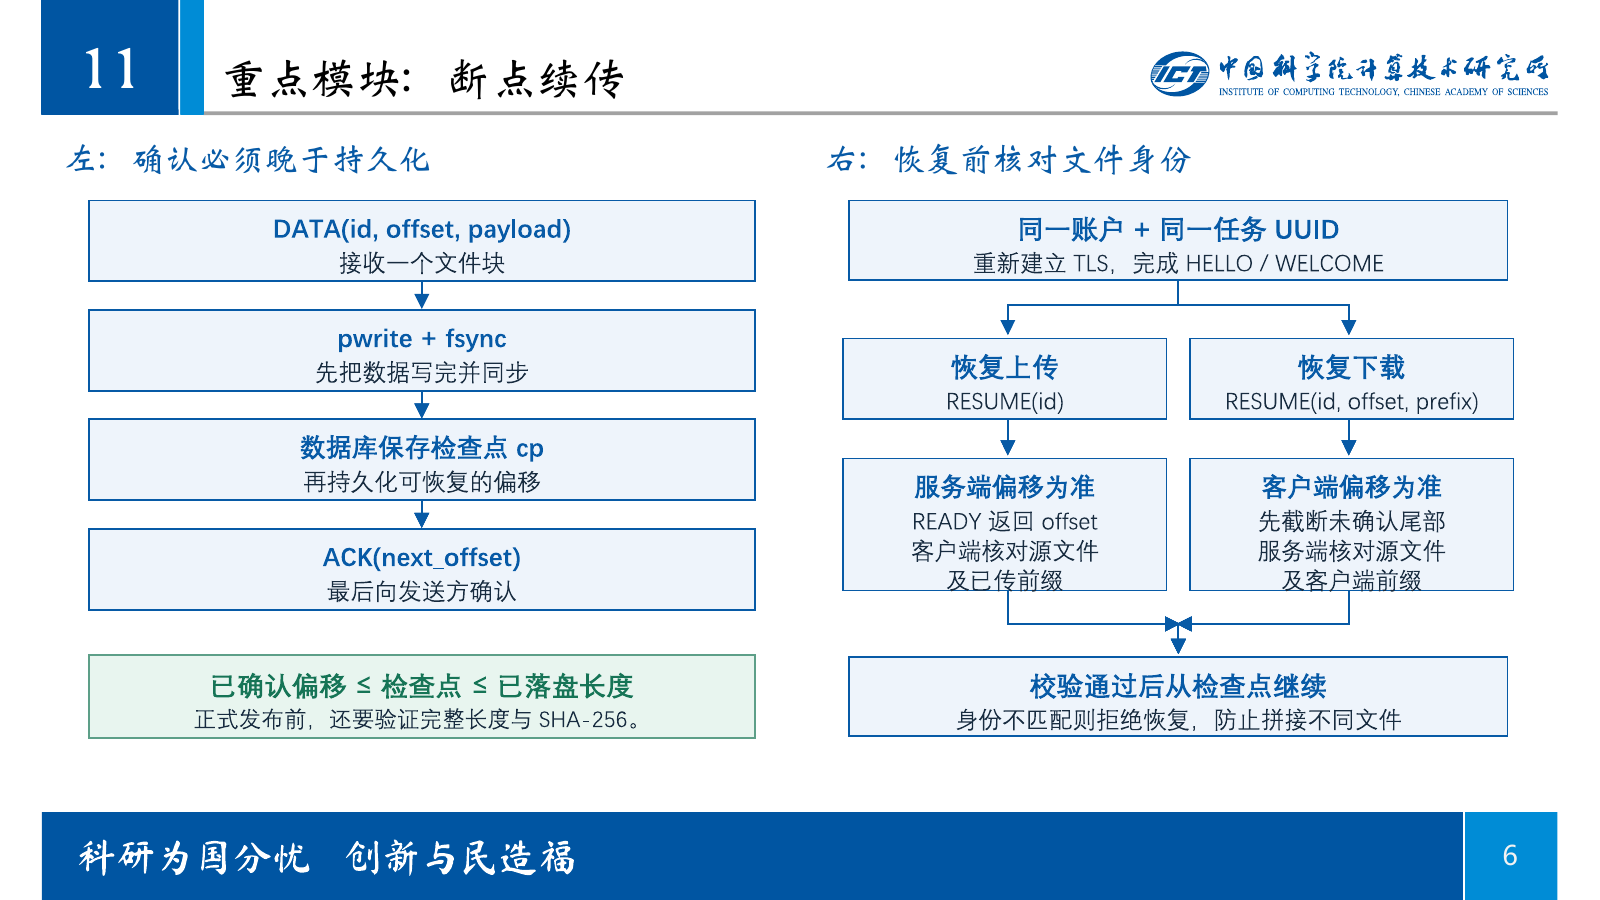 11
重点模块：断点续传
中国科学院计算技术研究所
ICT
INSTITUTE OF COMPUTING TECHNOLOGY, CHINESE ACADEMY OF SCIENCES
左：确认必须晚于持久化
DATA(id, offset, payload)
接收一个文件块
pwrite + fsync
先把数据写完并同步
数据库保存检查点 cp
再持久化可恢复的偏移
ACK(next_offset)
最后向发送方确认
已确认偏移 ≤ 检查点 ≤ 已落盘长度
正式发布前，还要验证完整长度与 SHA-256。
右：恢复前核对文件身份
同一账户 + 同一任务 UUID
重新建立 TLS，完成 HELLO / WELCOME
恢复上传
RESUME(id)
恢复下载
RESUME(id, offset, prefix)
服务端偏移为准
READY 返回 offset
客户端核对源文件
及已传前缀
客户端偏移为准
先截断未确认尾部
服务端核对源文件
及客户端前缀
校验通过后从检查点继续
身份不匹配则拒绝恢复，防止拼接不同文件
科研为国分忧 创新与民造福
6